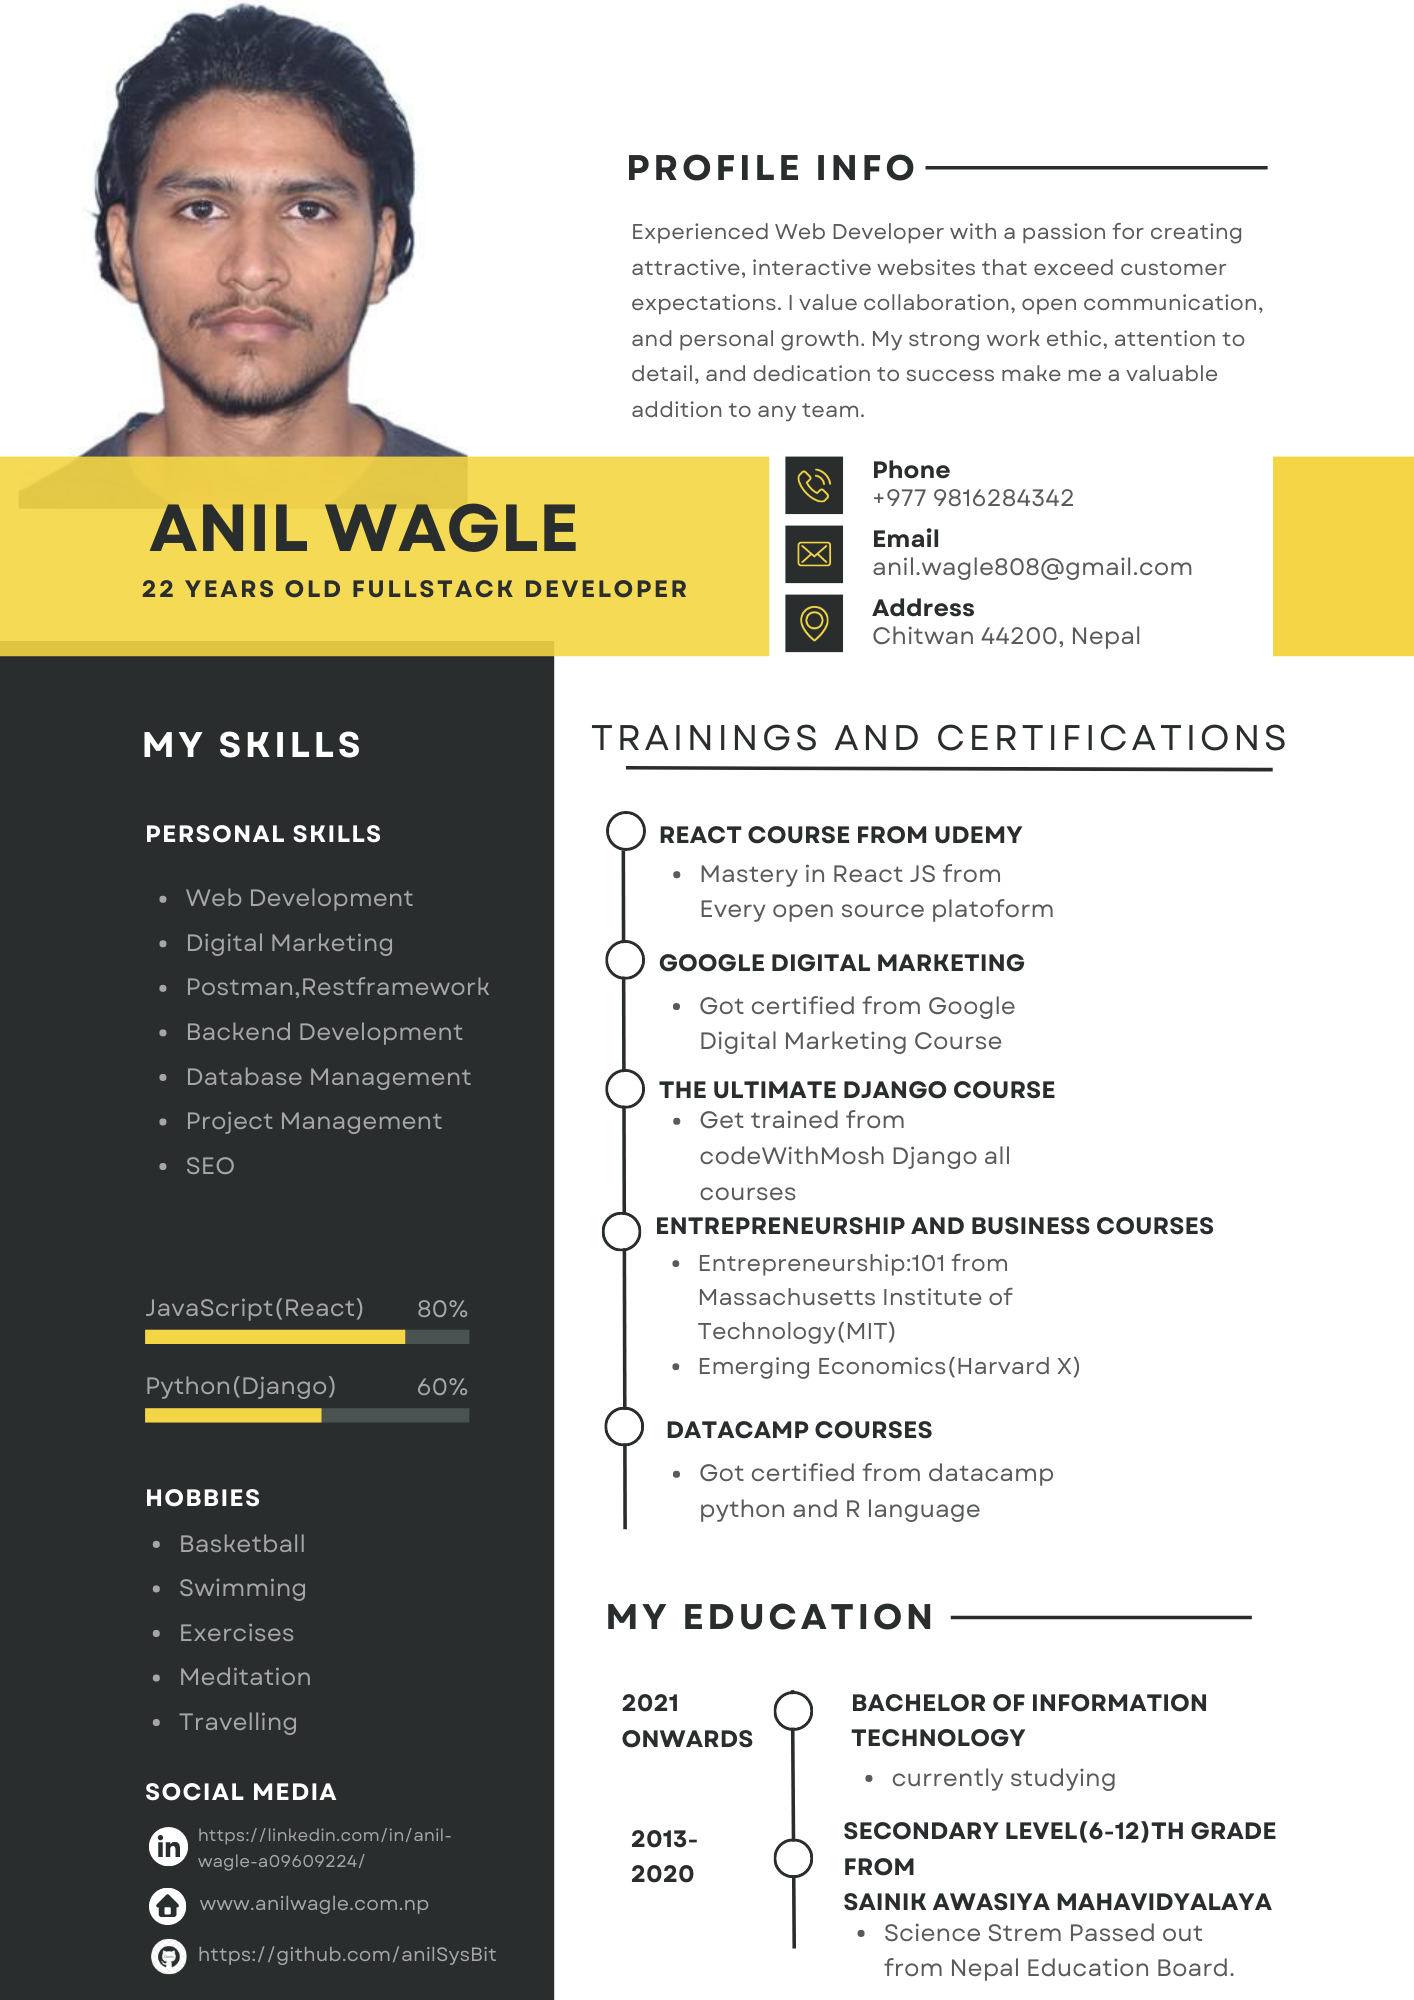 PROFILE INFO
Experienced Web Developer with a passion for creating
attractive, interactive websites that exceed customer
expectations. I value collaboration, open communication,
and personal growth. My strong work ethic, attention to
detail, and dedication to success make me a valuable
addition to any team.
ANIL WAGLE
22 YEARS OLD FULLSTACK DEVELOPER
Phone
+977 9816284342
Email
anil.wagle808@gmail.com
Address
Chitwan 44200, Nepal
MY SKILLS
PERSONAL SKILLS
• Web Development
• Digital Marketing
• Postman,Restframework
• Backend Development
• Database Management
• Project Management
• SEO
JavaScript(React) 80%
Python(Django) 60%
HOBBIES
• Basketball
• Swimming
• Exercises
• Meditation
• Travelling
SOCIAL MEDIA
in
https://linkedin.com/in/anil-
wagle-a09609224/
www.anilwagle.com.np
https://github.com/anilSysBit
TRAININGS AND CERTIFICATIONS
REACT COURSE FROM UDEMY
• Mastery in React JS from
Every open source platoform
GOOGLE DIGITAL MARKETING
• Got certified from Google
Digital Marketing Course
THE ULTIMATE DJANGO COURSE
• Get trained from
codeWithMosh Django all
courses
ENTREPRENEURSHIP AND BUSINESS COURSES
• Entrepreneurship:101 from
Massachusetts Institute of
Technology(MIT)
• Emerging Economics(Harvard X)
DATACAMP COURSES
• Got certified from datacamp
python and R language
MY EDUCATION
2021
ONWARDS
BACHELOR OF INFORMATION
TECHNOLOGY
• currently studying
2013-
2020
SECONDARY LEVEL(6-12)TH GRADE
FROM
SAINIK AWASIYA MAHAVIDYALAYA
• Science Strem Passed out
from Nepal Education Board.